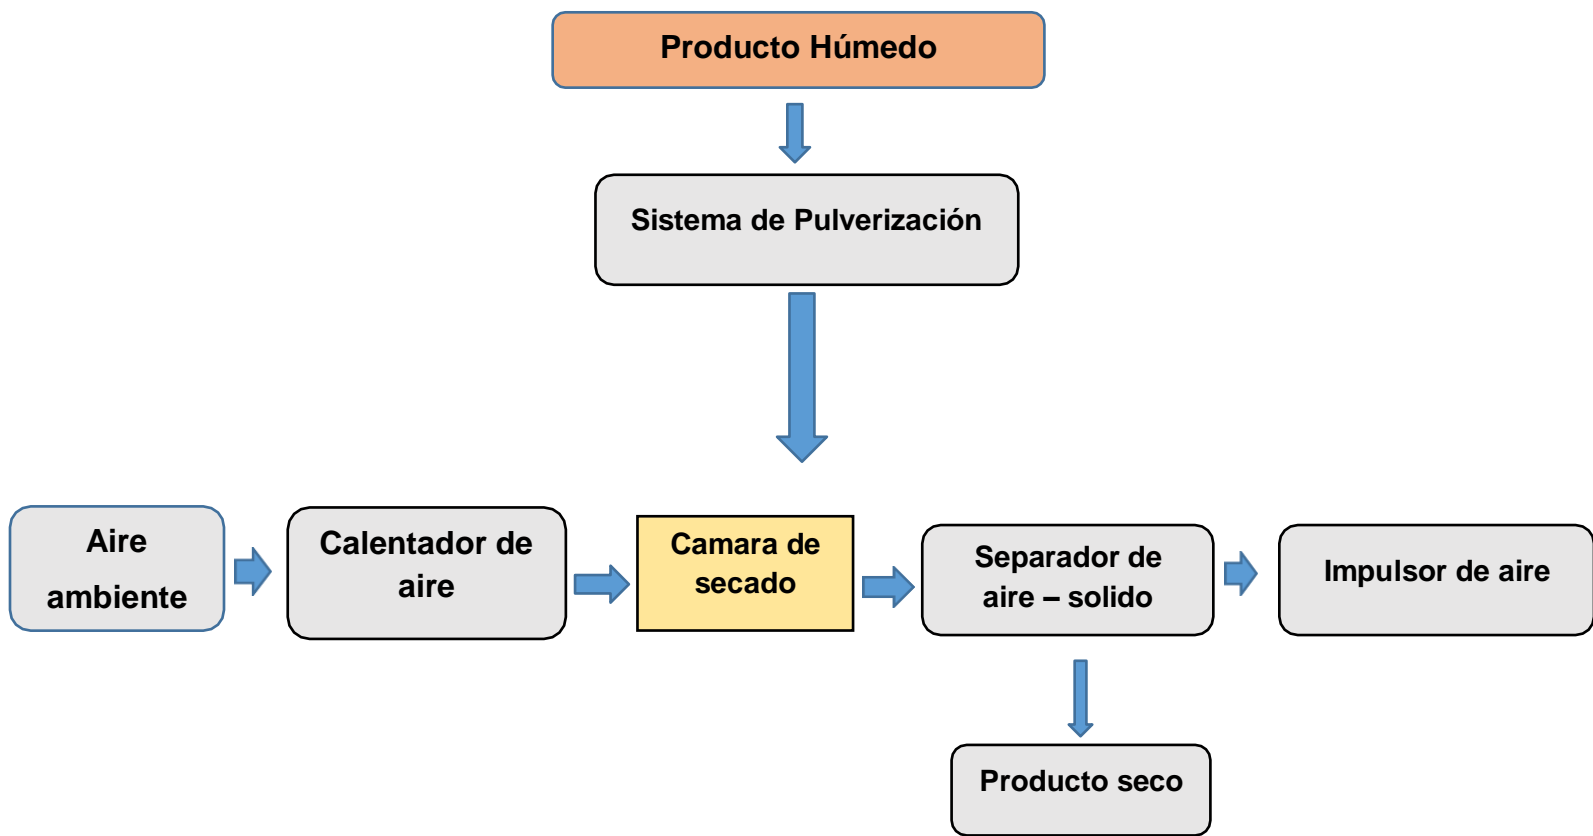 Producto Húmedo
Sistema de Pulverización
Aire
ambiente
Calentador de
aire
Camara de
secado
Separador de
aire – solido
Impulsor de aire
Producto seco